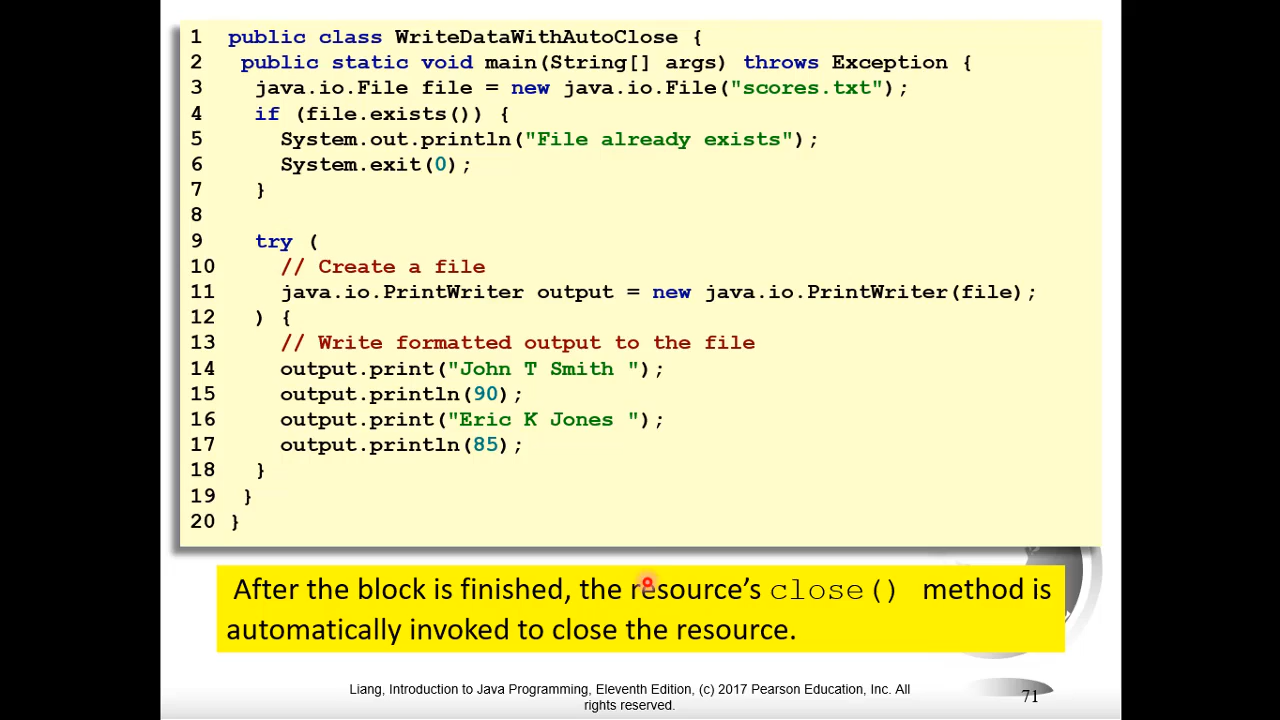 1 public class WriteDataWithAutoClose {
2 public static void main(String[] args) throws Exception {
3 java.io.File file = new java.io.File("scores.txt");
4 if (file.exists()) {
5 System.out.println("File already exists");
6 System.exit(0);
7 }
8
9 try (
10 // Create a file
11 java.io.PrintWriter output = new java.io.PrintWriter(file);
12 ) {
13 // Write formatted output to the file
14 output.print("John T Smith ");
15 output.println(90);
16 output.print("Eric K Jones ");
17 output.println(85);
18 }
19 }
20 }
After the block is finished, the resource’s close() method is
automatically invoked to close the resource.
Liang, Introduction to Java Programming, Eleventh Edition, (c) 2017 Pearson Education, Inc. All
rights reserved.
71